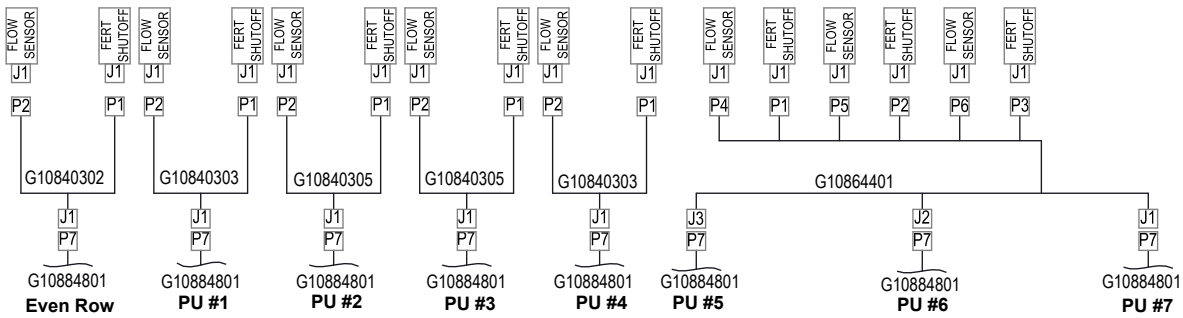 FLOW SENSOR FERT SHUTOFF FLOW SENSOR FERT SHUTOFF FLOW SENSOR FERT SHUTOFF FLOW SENSOR FERT SHUTOFF FLOW SENSOR FERT SHUTOFF FLOW SENSOR FERT SHUTOFF FLOW SENSOR FERT SHUTOFF FLOW SENSOR FERT SHUTOFF
J1 J1 J1 J1 J1 J1 J1 J1 J1 J1 J1 J1 J1 J1 J1 J1
P2 P1 P2 P1 P2 P1 P2 P1 P2 P1 P4 P1 P5 P2 P6 P3
G10840302 G10840303 G10840305 G10840305 G10840303 G10864401
J1 J1 J1 J1 J1 J3 J2 J1
P7 P7 P7 P7 P7 P7 P7 P7
G10884801 G10884801 G10884801 G10884801 G10884801 G10884801 G10884801 G10884801
Even Row PU #1 PU #2 PU #3 PU #4 PU #5 PU #6 PU #7